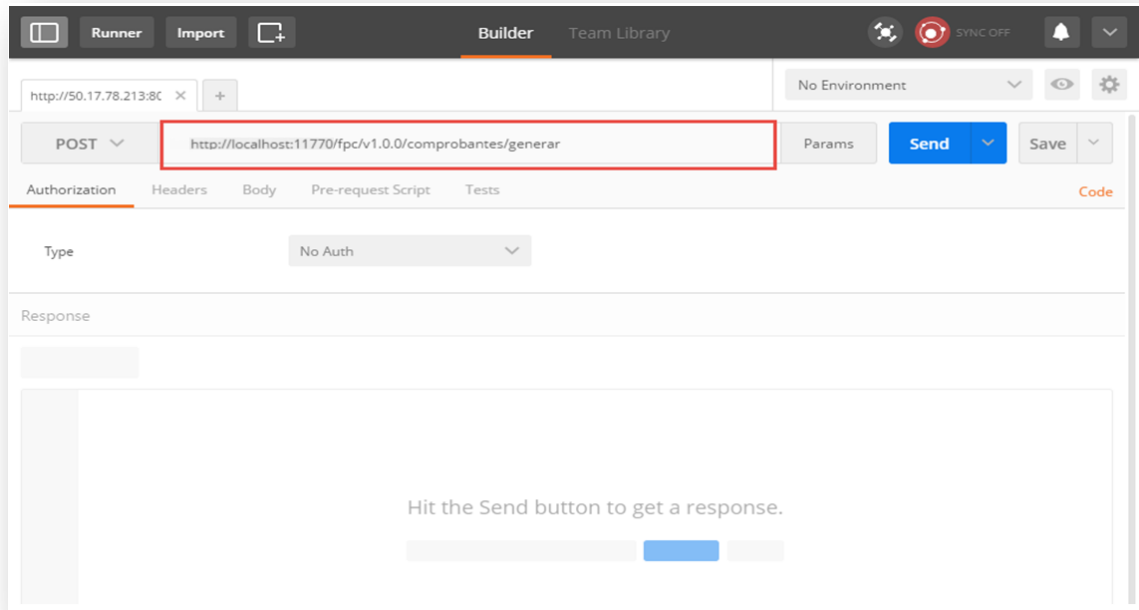 Runner Import Builder Team Library SYNC OFF
http://50.17.78.213:80 × + No Environment
POST http://localhost:11770/fpc/v1.0.0/comprobantes/generar Params Send Save
Authorization Headers Body Pre-request Script Tests Code
Type No Auth
Response
Hit the Send button to get a response.